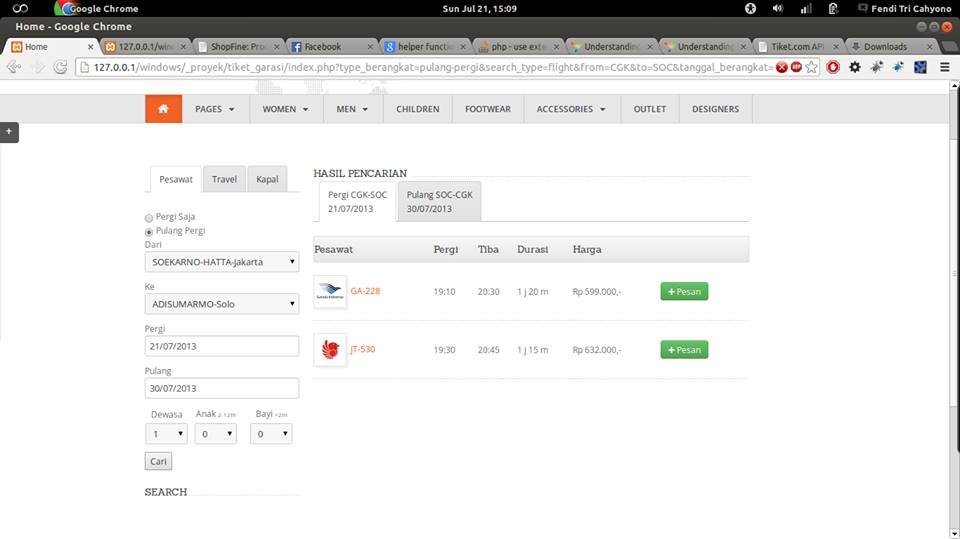 Google Chrome
Sun Jul 21, 15:09
Fendi Tri Cahyono
Home - Google Chrome
Home
127.0.0.1/wind
ShopFine: Pro
Facebook
helper functio
php - use exte
Understanding
Understanding
Tiket.com API
Downloads
127.0.0.1/windows/_proyek/tiket_garasi/index.php?type_berangkat=pulang-pergi&search_type=flight&from=CGK&to=SOC&tanggal_berangkat=
ABP
PAGES
WOMEN
MEN
CHILDREN
FOOTWEAR
ACCESSORIES
OUTLET
DESIGNERS
+
Pesawat
Travel
Kapal
Pergi Saja
Pulang Pergi
Dari
SOEKARNO-HATTA-Jakarta
Ke
ADISUMARMO-Solo
Pergi
21/07/2013
Pulang
30/07/2013
Dewasa
Anak 2-12th
Bayi <2th
1
0
0
Cari
SEARCH
HASIL PENCARIAN
Pergi CGK-SOC
21/07/2013
Pulang SOC-CGK
30/07/2013
Pesawat Pergi Tiba Durasi Harga
Garuda Indonesia
GA-228 19:10 20:30 1 j 20 m Rp 599.000,- + Pesan
JT-530 19:30 20:45 1 j 15 m Rp 632.000,- + Pesan